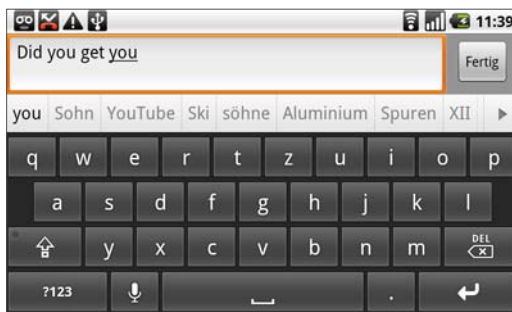 11:39
Did you get you
Fertig
you Sohn YouTube Ski söhne Aluminium Spuren XII
q w e r t z u i o p
a s d f g h j k l
y x c v b n m DEL
?123 .